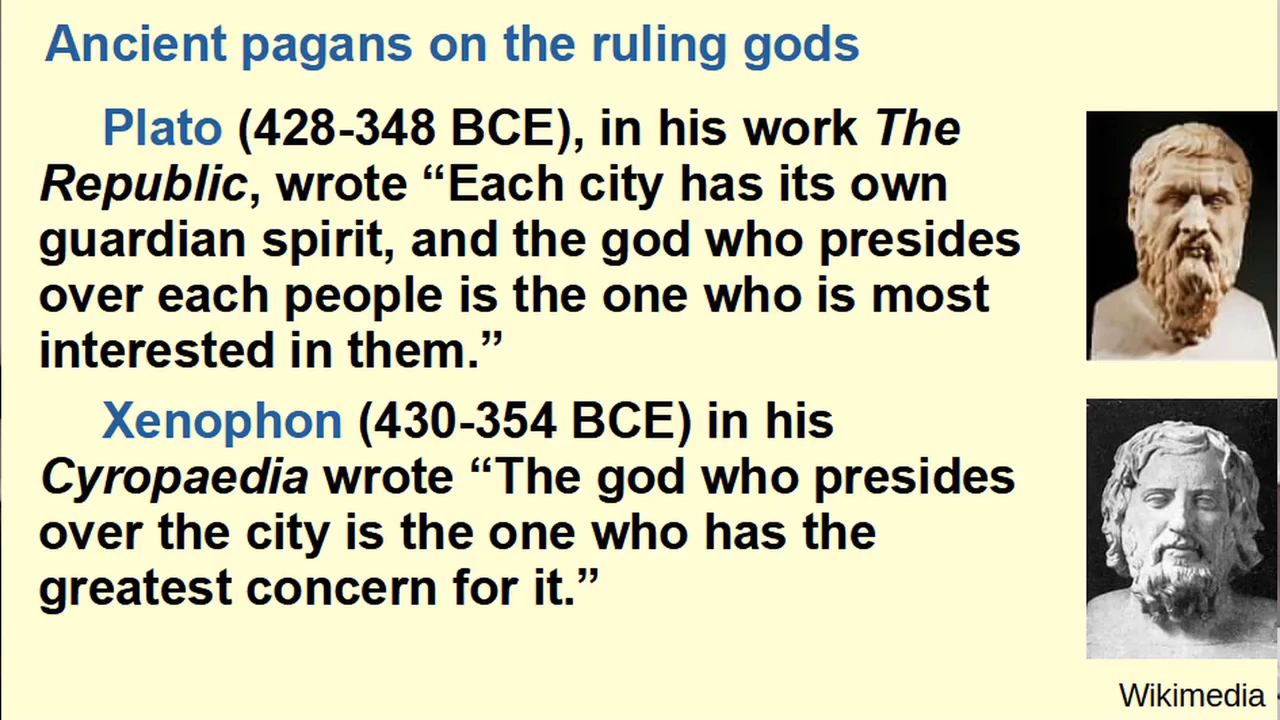 Ancient pagans on the ruling gods
Plato (428-348 BCE), in his work The
Republic, wrote “Each city has its own
guardian spirit, and the god who presides
over each people is the one who is most
interested in them.”
Xenophon (430-354 BCE) in his
Cyropaedia wrote “The god who presides
over the city is the one who has the
greatest concern for it.”
Wikimedia